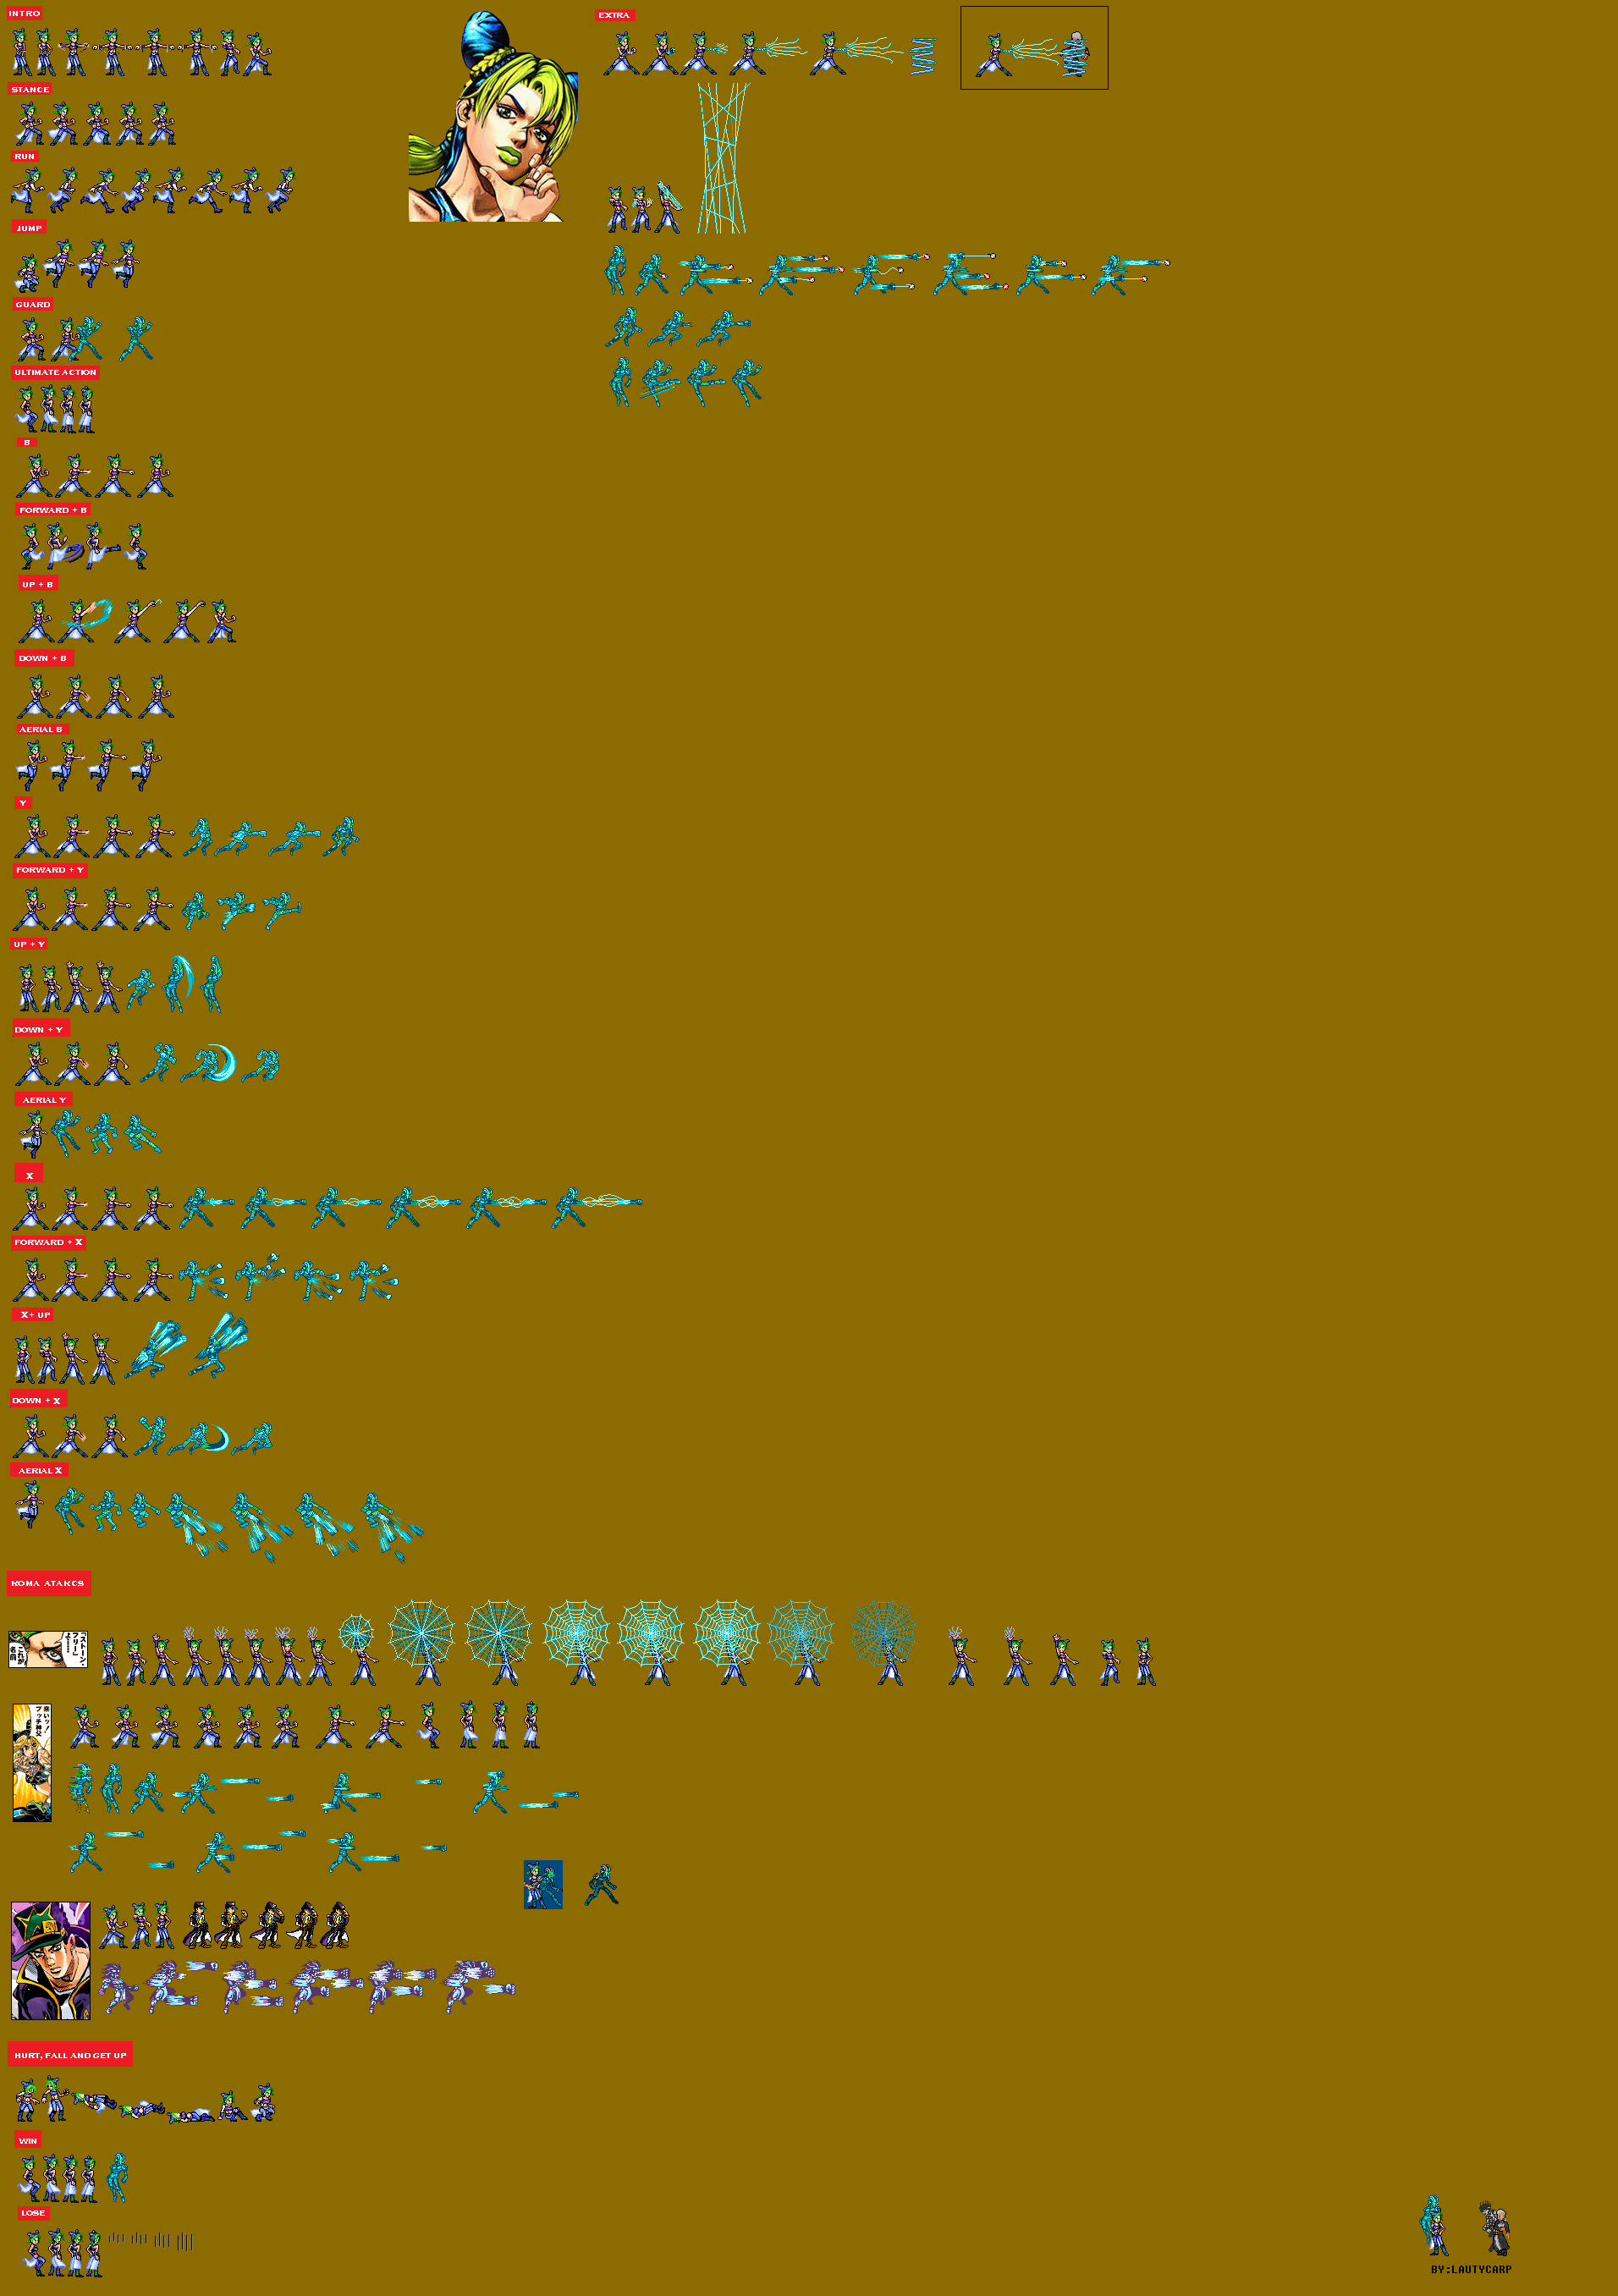 INTRO
EXTRA
STANCE
RUN
JUMP
GUARD
ULTIMATE ACTION
B
FORWARD + B
UP + B
DOWN + B
AERIAL B
Y
FORWARD + Y
UP + Y
DOWN + Y
AERIAL Y
X
FORWARD + X
X+ UP
DOWN + X
AERIAL X
KOMA ATAKCS
HURT, FALL AND GET UP
WIN
LOSE
BY:LAUTYCARP